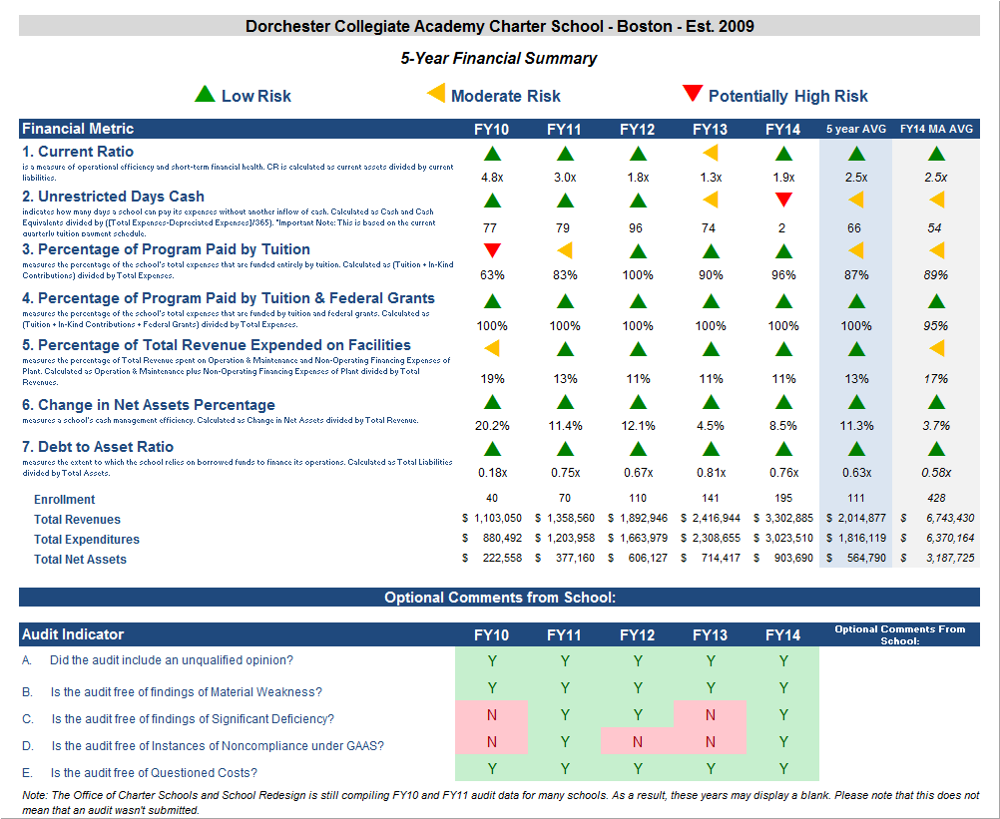 Dorchester Collegiate Academy Charter School - Boston - Est. 2009
5-Year Financial Summary
Low Risk Moderate Risk Potentially High Risk
Financial Metric FY10 FY11 FY12 FY13 FY14 5 year AVG FY14 MA AVG
1. Current Ratio
is a measure of operational efficiency and short-term financial health. CR is calculated as current assets divided by current
liabilities.
4.8x 3.0x 1.8x 1.3x 1.9x 2.5x 2.5x
2. Unrestricted Days Cash
indicates how many days a school can pay its expenses without another inflow of cash. Calculated as Cash and Cash
Equivalents divided by ([Total Expenses-Depreciated Expenses]/365). *Important Note: This is based on the current
quarterly tuition payment schedule.
77 79 96 74 2 66 54
3. Percentage of Program Paid by Tuition
measures the percentage of the school's total expenses that are funded entirely by tuition. Calculated as (Tuition + In-Kind
Contributions) divided by Total Expenses.
63% 83% 100% 90% 96% 87% 89%
4. Percentage of Program Paid by Tuition & Federal Grants
measures the percentage of the school's total expenses that are funded by tuition and federal grants. Calculated as
(Tuition + In-Kind Contributions + Federal Grants) divided by Total Expenses.
100% 100% 100% 100% 100% 100% 95%
5. Percentage of Total Revenue Expended on Facilities
measures the percentage of Total Revenue spent on Operation & Maintenance and Non-Operating Financing Expenses of
Plant. Calculated as Operation & Maintenance plus Non-Operating Financing Expenses of Plant divided by Total
Revenues.
19% 13% 11% 11% 11% 13% 17%
6. Change in Net Assets Percentage
measures a school's cash management efficiency. Calculated as Change in Net Assets divided by Total Revenue.
20.2% 11.4% 12.1% 4.5% 8.5% 11.3% 3.7%
7. Debt to Asset Ratio
measures the extent to which the school relies on borrowed funds to finance its operations. Calculated as Total Liabilities
divided by Total Assets.
0.18x 0.75x 0.67x 0.81x 0.76x 0.63x 0.58x
Enrollment 40 70 110 141 195 111 428
Total Revenues $ 1,103,050 $ 1,358,560 $ 1,892,946 $ 2,416,944 $ 3,302,885 $ 2,014,877 $ 6,743,430
Total Expenditures $ 880,492 $ 1,203,958 $ 1,663,979 $ 2,308,655 $ 3,023,510 $ 1,816,119 $ 6,370,164
Total Net Assets $ 222,558 $ 377,160 $ 606,127 $ 714,417 $ 903,690 $ 564,790 $ 3,187,725
Optional Comments from School:
Audit Indicator FY10 FY11 FY12 FY13 FY14 Optional Comments From
School:
A. Did the audit include an unqualified opinion? Y Y Y Y Y
B. Is the audit free of findings of Material Weakness? Y Y Y Y Y
C. Is the audit free of findings of Significant Deficiency? N Y Y N Y
D. Is the audit free of Instances of Noncompliance under GAAS? N Y N N Y
E. Is the audit free of Questioned Costs? Y Y Y Y Y
Note: The Office of Charter Schools and School Redesign is still compiling FY10 and FY11 audit data for many schools. As a result, these years may display a blank. Please note that this does not
mean that an audit wasn't submitted.